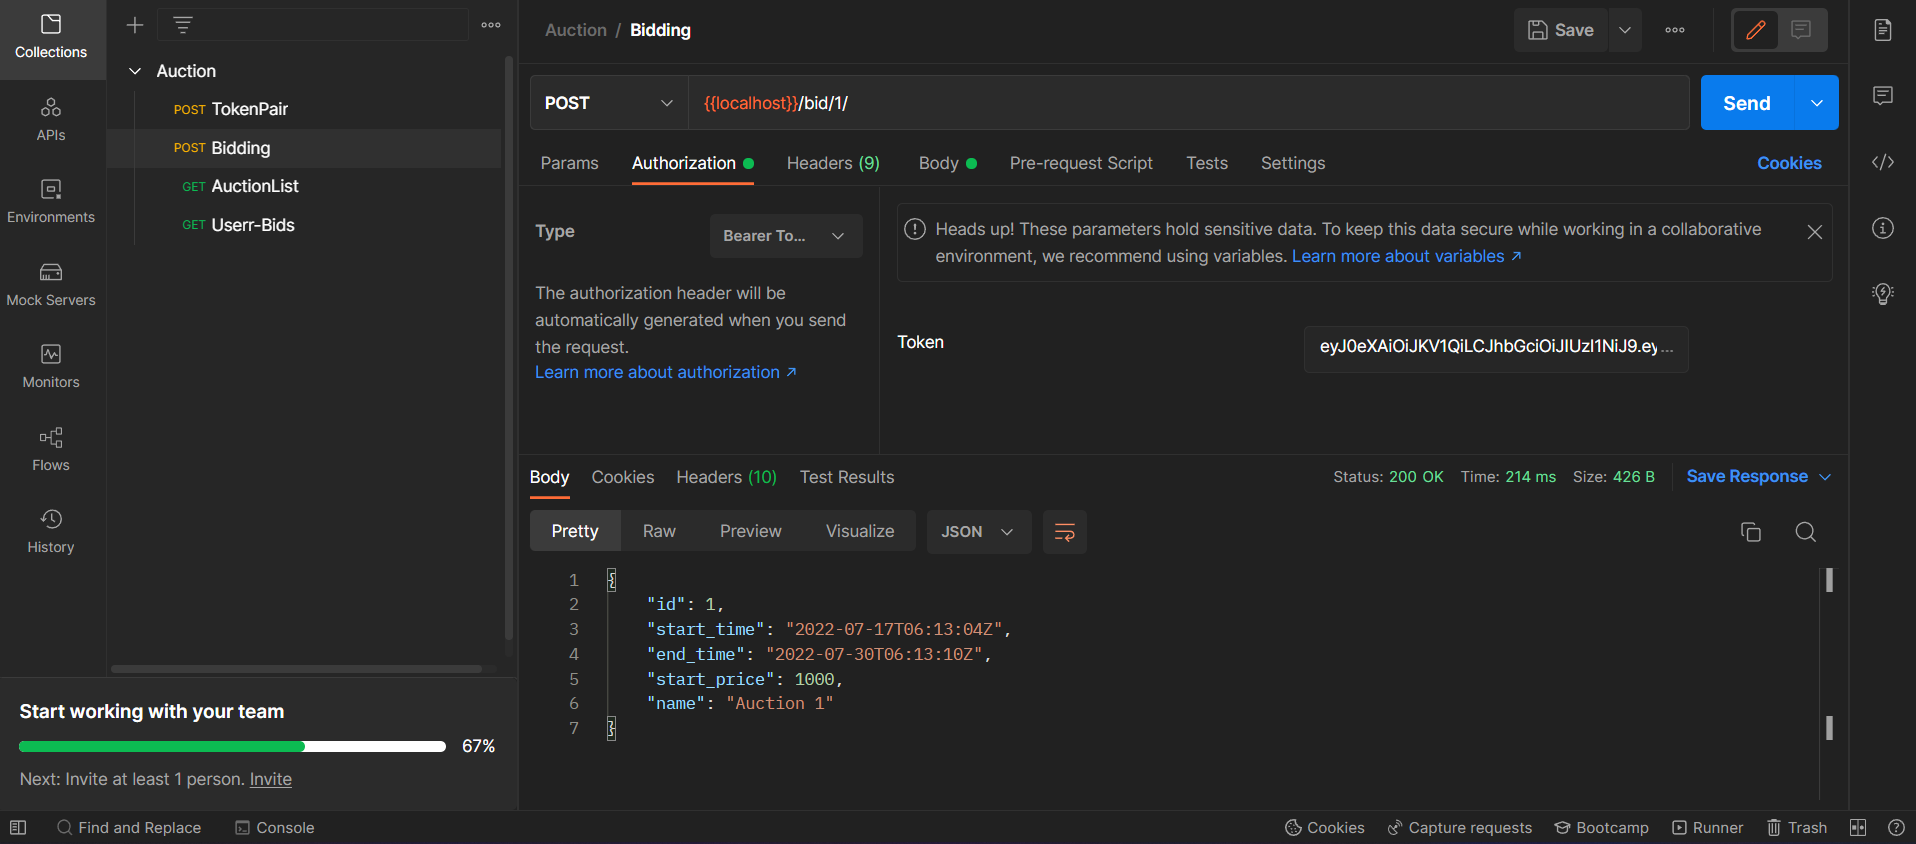 Collections
APIs
Environments
Mock Servers
Monitors
Flows
History
Auction
POST TokenPair
POST Bidding
GET AuctionList
GET Userr-Bids
Start working with your team
67%
Next: Invite at least 1 person. Invite
Auction / Bidding
Save
POST
{{localhost}}/bid/1/
Send
Params Authorization Headers (9) Body Pre-request Script Tests Settings Cookies
Type
Bearer To...
The authorization header will be
automatically generated when you send
the request.
Learn more about authorization ↗
Heads up! These parameters hold sensitive data. To keep this data secure while working in a collaborative
environment, we recommend using variables. Learn more about variables ↗
Token
eyJ0eXAiOiJKV1QiLCJhbGciOiJIUzI1NiJ9.ey...
Body Cookies Headers (10) Test Results Status: 200 OK Time: 214 ms Size: 426 B Save Response
Pretty Raw Preview Visualize JSON
1 {
2 "id": 1,
3 "start_time": "2022-07-17T06:13:04Z",
4 "end_time": "2022-07-30T06:13:10Z",
5 "start_price": 1000,
6 "name": "Auction 1"
7 }
Find and Replace Console Cookies Capture requests Bootcamp Runner Trash